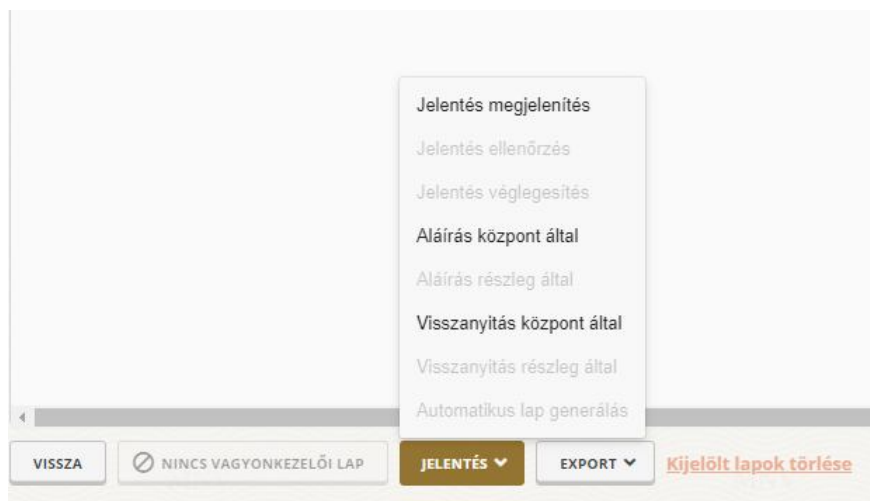 Jelentés megjelenítés
Jelentés ellenőrzés
Jelentés véglegesítés
Aláírás központ által
Aláírás részleg által
Visszanyitás központ által
Visszanyitás részleg által
Automatikus lap generálás
VISSZA
NINCS VAGYONKEZELŐI LAP
JELENTÉS
EXPORT
Kijelölt lapok törlése